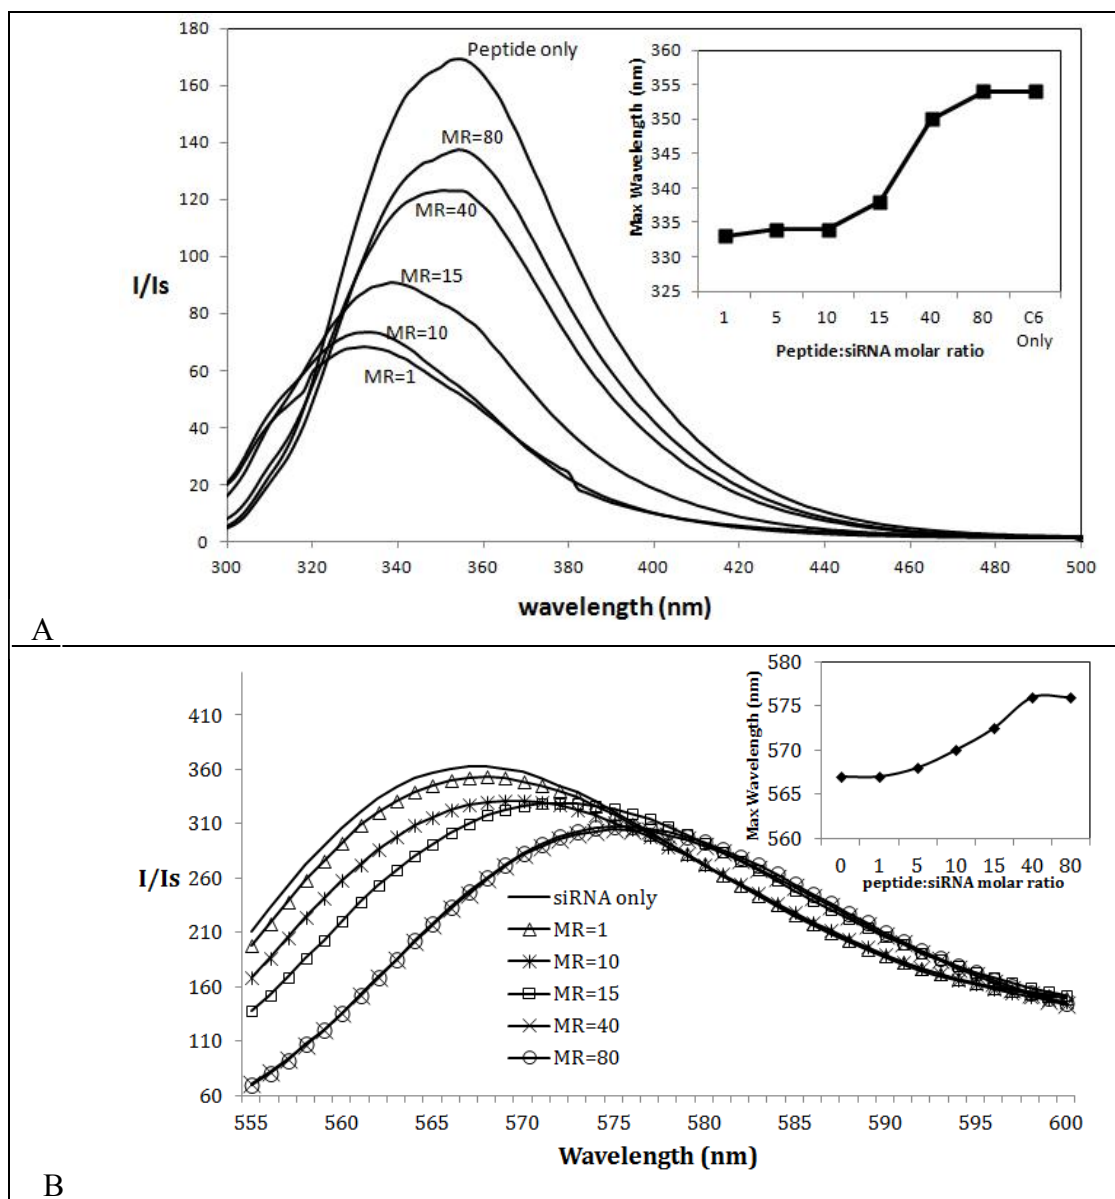 180
160
140
120
100
80
60
40
20
0
I/Is
300
320
340
360
380
400
420
440
460
480
500
wavelength (nm)
Peptide only
MR=80
MR=40
MR=15
MR=10
MR=1
Max Wavelength (nm)
360
355
350
345
340
335
330
325
1
5
10
15
40
80
C6
Only
Peptide:siRNA molar ratio
A
410
360
310
260
210
160
110
60
I/Is
555
560
565
570
575
580
585
590
595
600
Wavelength (nm)
siRNA only
MR=1
MR=10
MR=15
MR=40
MR=80
Max Wavelength (nm)
580
575
570
565
560
0
1
5
10
15
40
80
peptide:siRNA molar ratio
B